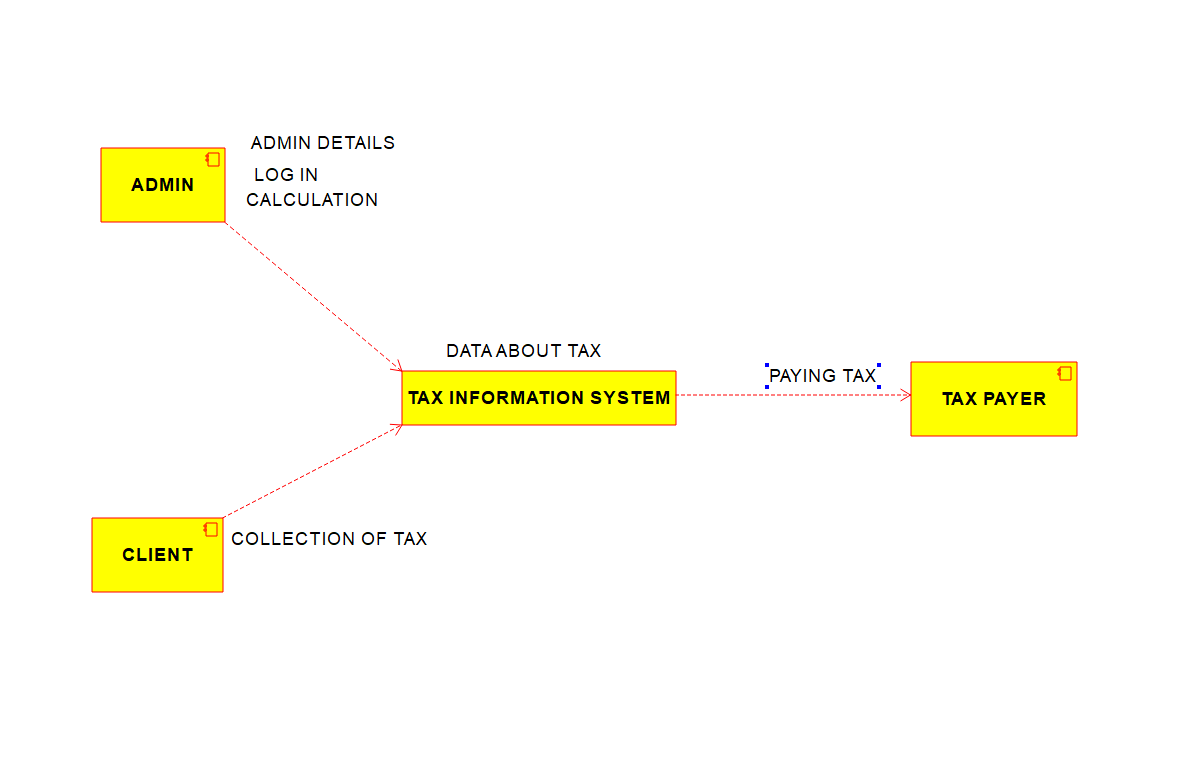 ADMIN DETAILS
LOG IN
ADMIN
CALCULATION
DATA ABOUT TAX
PAYING TAX
TAX INFORMATION SYSTEM
TAX PAYER
COLLECTION OF TAX
CLIENT